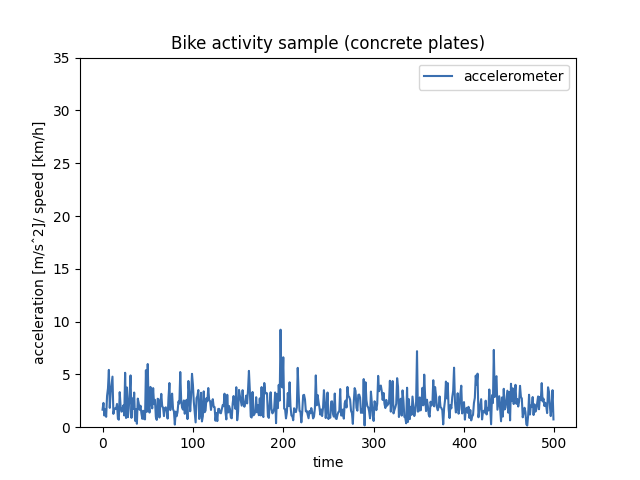 Bike activity sample (concrete plates)
accelerometer
35
30
25
20
15
10
5
0
acceleration [m/sˆ2]/ speed [km/h]
0 100 200 300 400 500
time